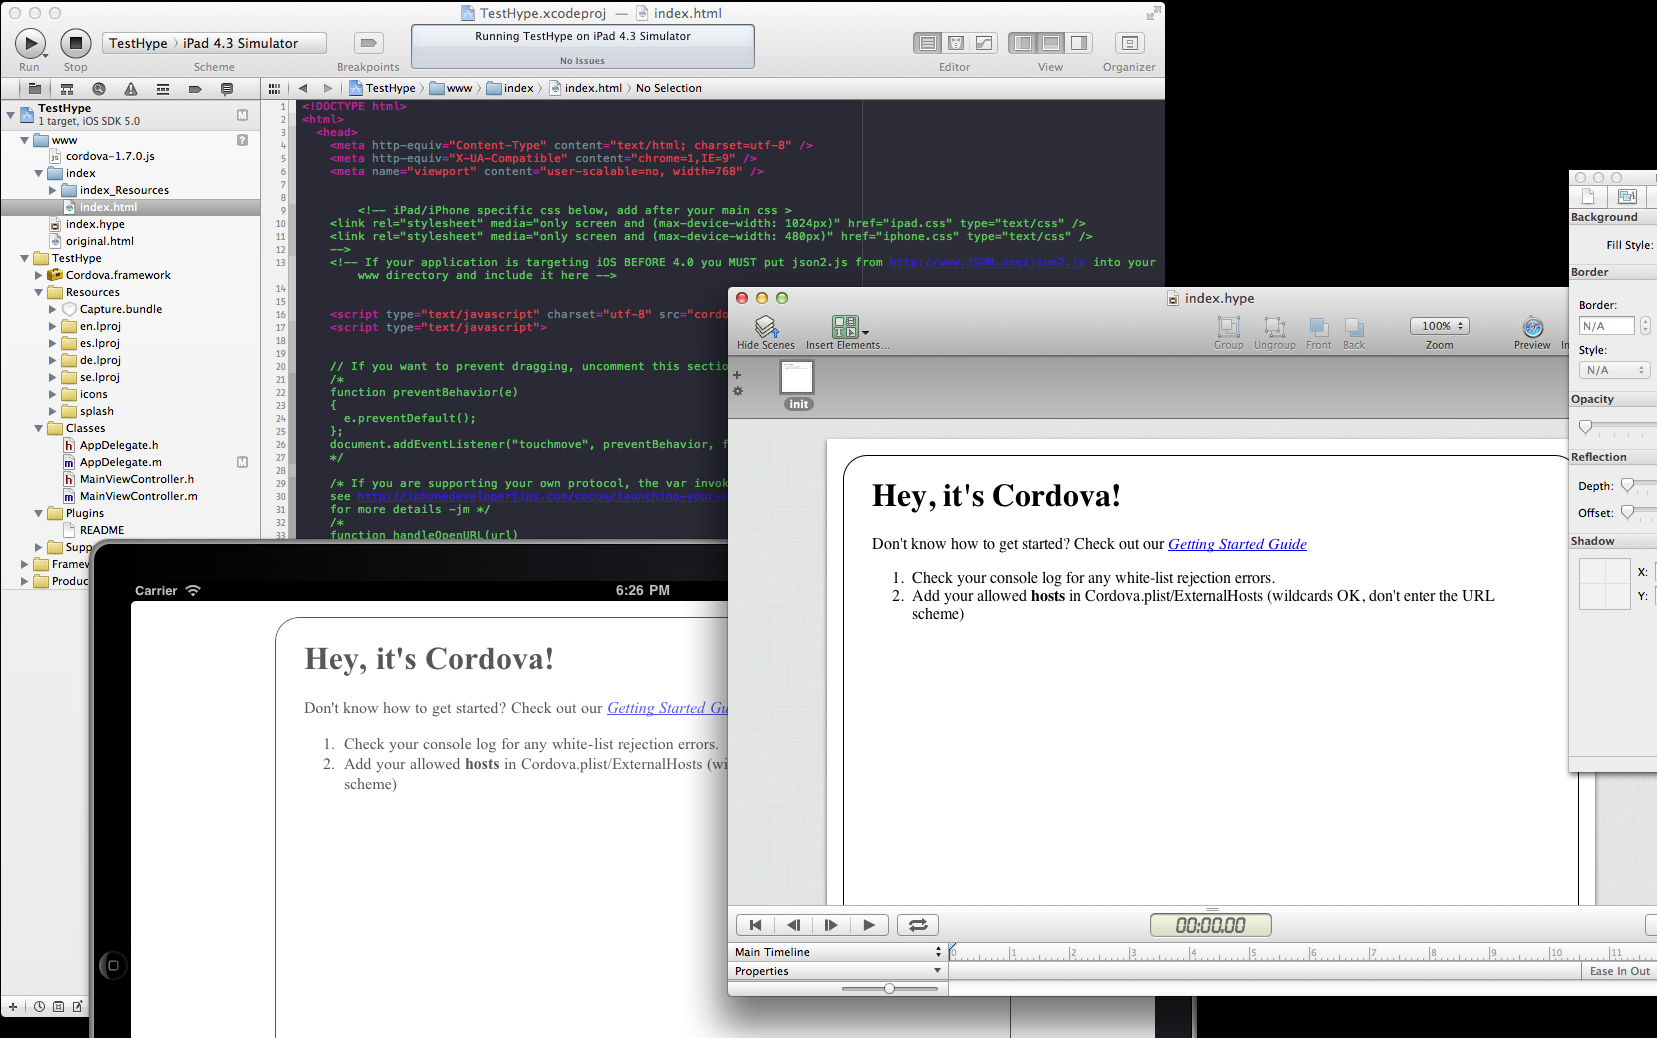 TestHype.xcodeproj — index.html
Run
Stop
TestHype › iPad 4.3 Simulator
Scheme
Breakpoints
Running TestHype on iPad 4.3 Simulator
No Issues
Editor
View
Organizer
TestHype › www › index › index.html › No Selection
TestHype
1 target, iOS SDK 5.0
M
www
?
cordova-1.7.0.js
index
index_Resources
index.html
index.hype
original.html
TestHype
Cordova.framework
Resources
Capture.bundle
en.lproj
es.lproj
de.lproj
se.lproj
icons
splash
Classes
AppDelegate.h
AppDelegate.m
M
MainViewController.h
MainViewController.m
Plugins
README
Supp
Framew
Produc
1 <!DOCTYPE html>
2 <html>
3 <head>
4 <meta http-equiv="Content-Type" content="text/html; charset=utf-8" />
5 <meta http-equiv="X-UA-Compatible" content="chrome=1,IE=9" />
6 <meta name="viewport" content="user-scalable=no, width=768" />
7
8
9 <!-- iPad/iPhone specific css below, add after your main css >
10 <link rel="stylesheet" media="only screen and (max-device-width: 1024px)" href="ipad.css" type="text/css" />
11 <link rel="stylesheet" media="only screen and (max-device-width: 480px)" href="iphone.css" type="text/css" />
12 -->
13 <!-- If your application is targeting iOS BEFORE 4.0 you MUST put json2.js from http://www.JSON.org/json2.js into your
www directory and include it here -->
14
15
16 <script type="text/javascript" charset="utf-8" src="cordo
17 <script type="text/javascript">
18
19
20 // If you want to prevent dragging, uncomment this sectio
21 /*
22 function preventBehavior(e)
23 {
24 e.preventDefault();
25 };
26 document.addEventListener("touchmove", preventBehavior, f
27 */
28
29 /* If you are supporting your own protocol, the var invok
30 see http://iphonedevelopertips.com/cocoa/launching-your-o
31 for more details -jm */
32 /*
33 function handleOpenURL(url)
Carrier
6:26 PM
Hey, it's Cordova!
Don't know how to get started? Check out our Getting Started Gu
1. Check your console log for any white-list rejection errors.
2. Add your allowed hosts in Cordova.plist/ExternalHosts (wi
scheme)
index.hype
Hide Scenes
Insert Elements...
Group
Ungroup
Front
Back
100%
Zoom
Preview
In
init
Hey, it's Cordova!
Don't know how to get started? Check out our Getting Started Guide
1. Check your console log for any white-list rejection errors.
2. Add your allowed hosts in Cordova.plist/ExternalHosts (wildcards OK, don't enter the URL
scheme)
00:00.00
Main Timeline
0 1 2 3 4 5 6 7 8 9 10 11
Properties
Ease In Out
Background
Fill Style:
Border
Border:
N/A
Style:
N/A
Opacity
Reflection
Depth:
Offset:
Shadow
X:
Y: